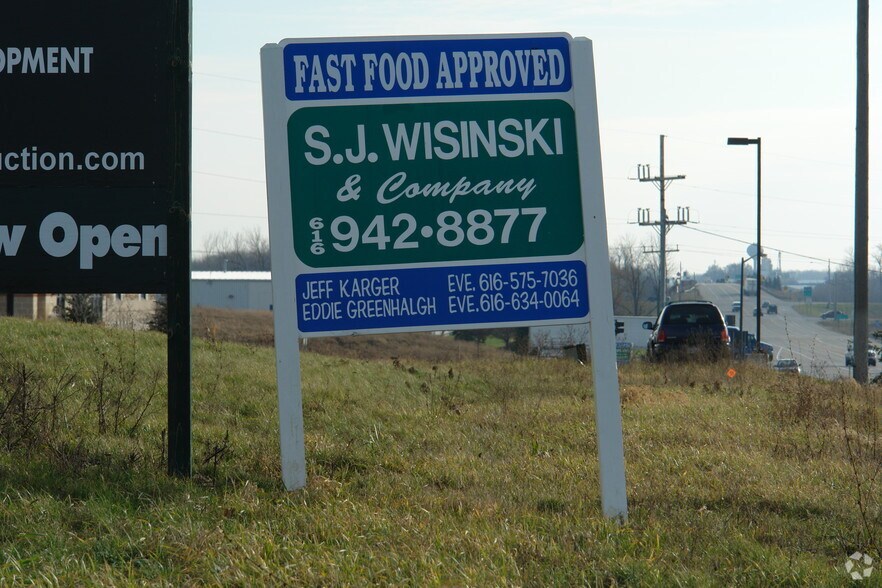 OPMENT
uction.com
w Open
FAST FOOD APPROVED
S.J. WISINSKI
& Company
616 942•8877
JEFF KARGER EVE. 616-575-7036
EDDIE GREENHALGH EVE. 616-634-0064